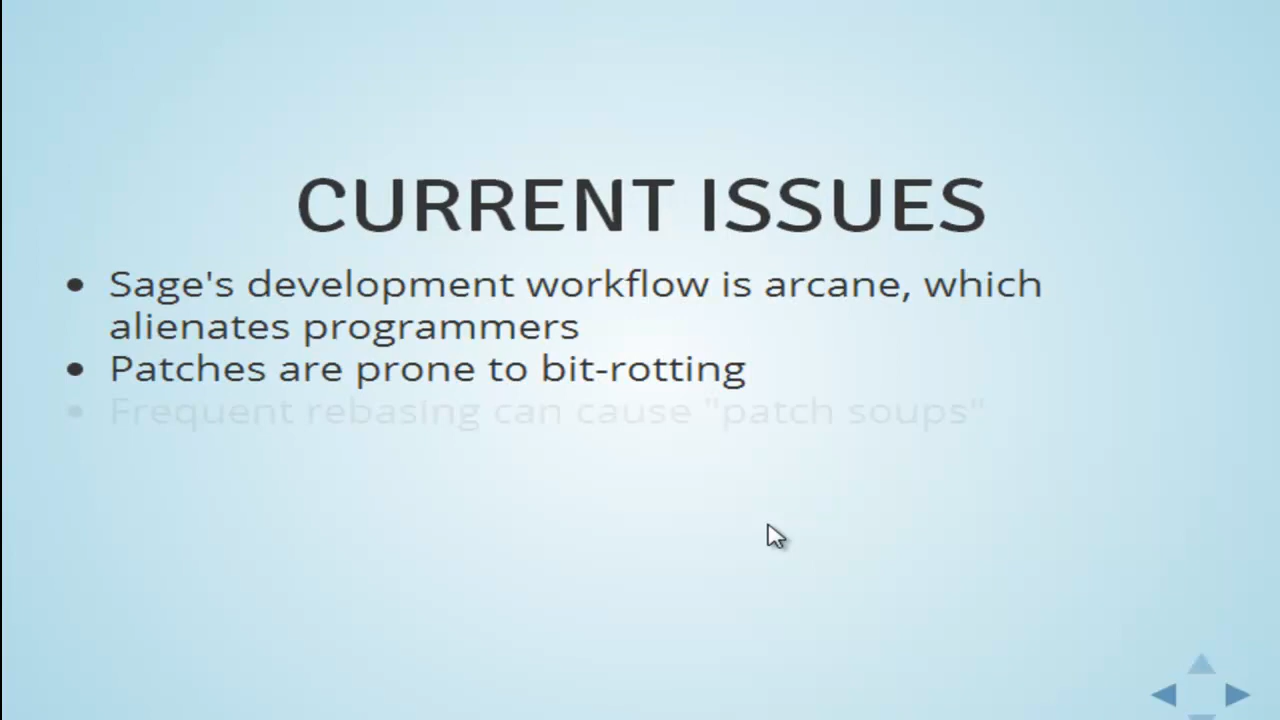 CURRENT ISSUES
• Sage's development workflow is arcane, which
alienates programmers
• Patches are prone to bit-rotting
• Frequent rebasing can cause "patch soups"